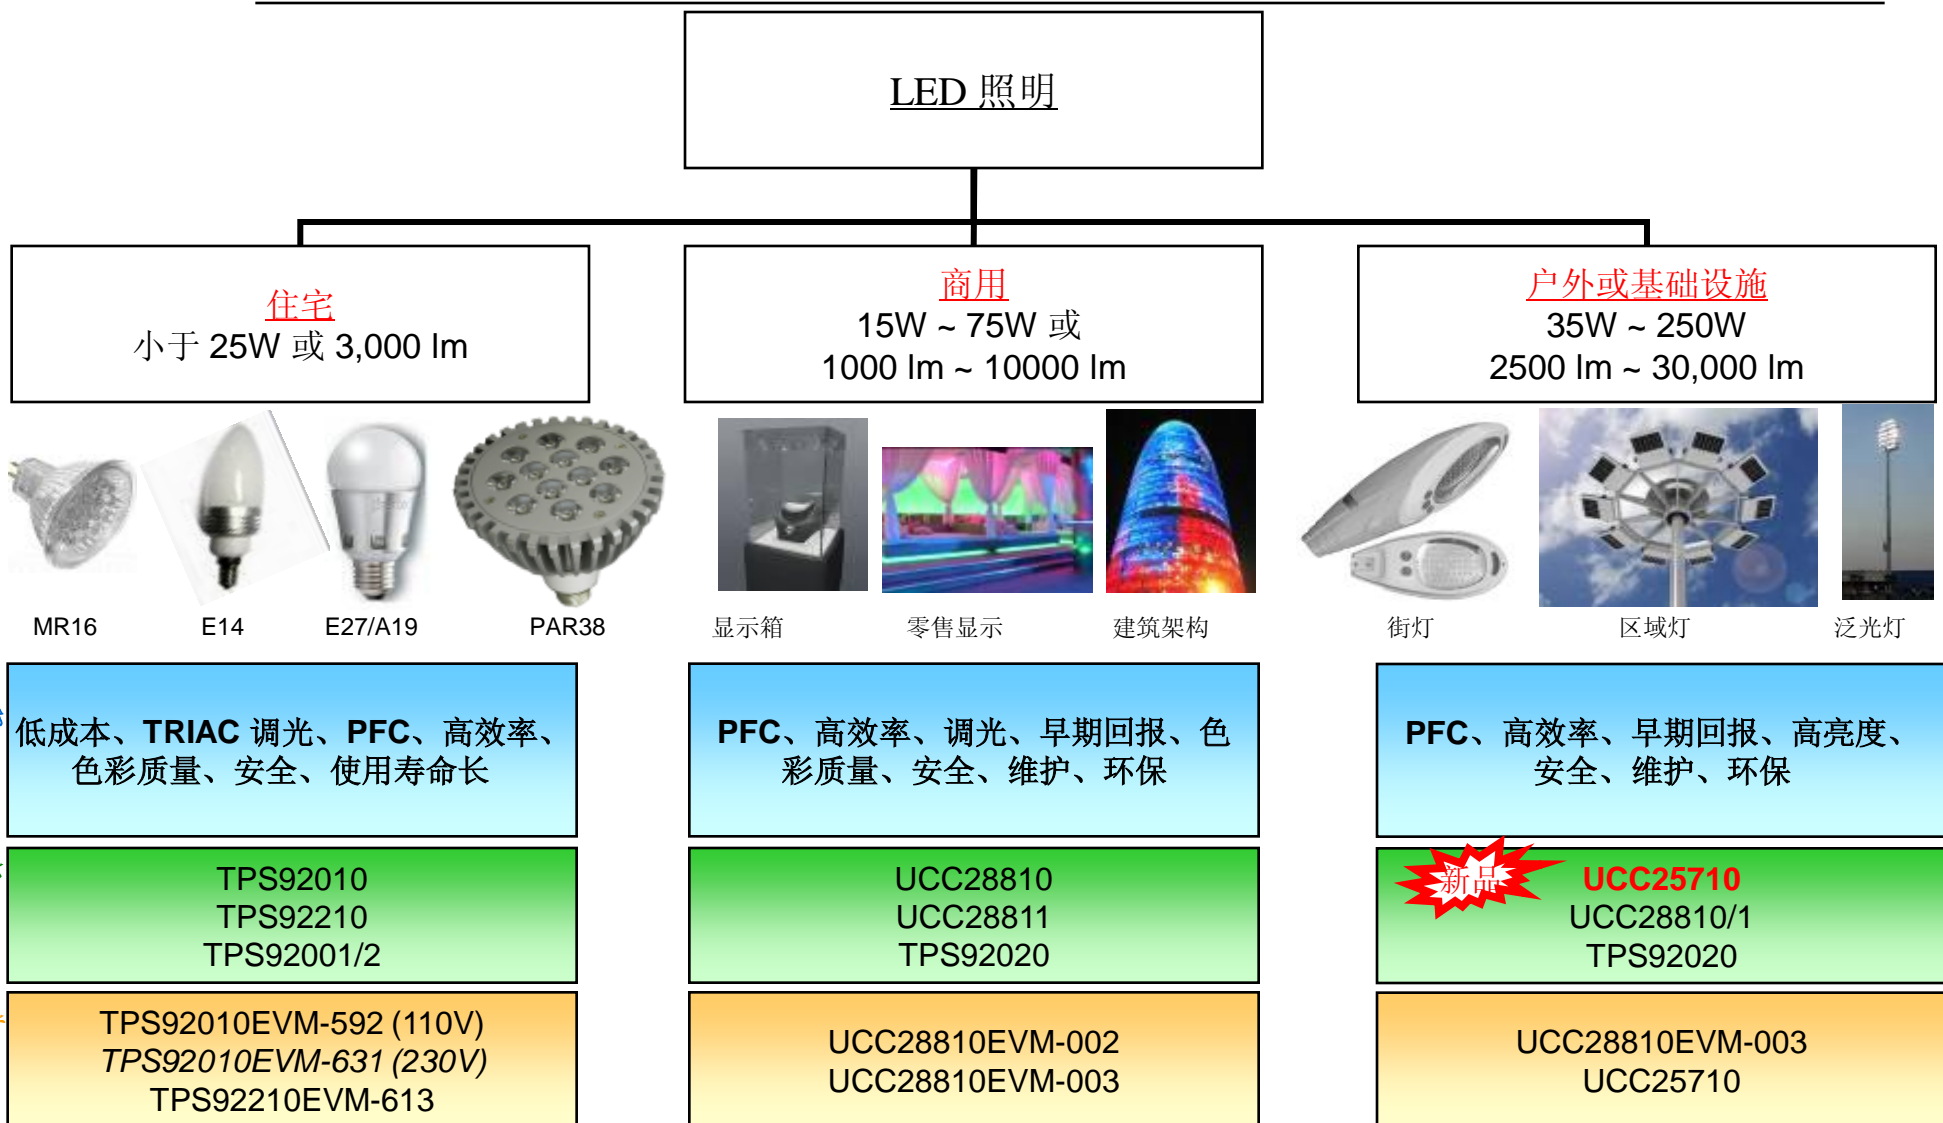 LED 照明
住宅
小于 25W 或 3,000 lm
商用
15W ~ 75W 或
1000 lm ~ 10000 lm
户外或基础设施
35W ~ 250W
2500 lm ~ 30,000 lm
MR16
E14
E27/A19
PAR38
显示箱
零售显示
建筑架构
街灯
区域灯
泛光灯
低成本、TRIAC 调光、PFC、高效率、
色彩质量、安全、使用寿命长
PFC、高效率、调光、早期回报、色
彩质量、安全、维护、环保
PFC、高效率、早期回报、高亮度、
安全、维护、环保
TPS92010
TPS92210
TPS92001/2
UCC28810
UCC28811
TPS92020
新品
UCC25710
UCC28810/1
TPS92020
TPS92010EVM-592 (110V)
TPS92010EVM-631 (230V)
TPS92210EVM-613
UCC28810EVM-002
UCC28810EVM-003
UCC28810EVM-003
UCC25710